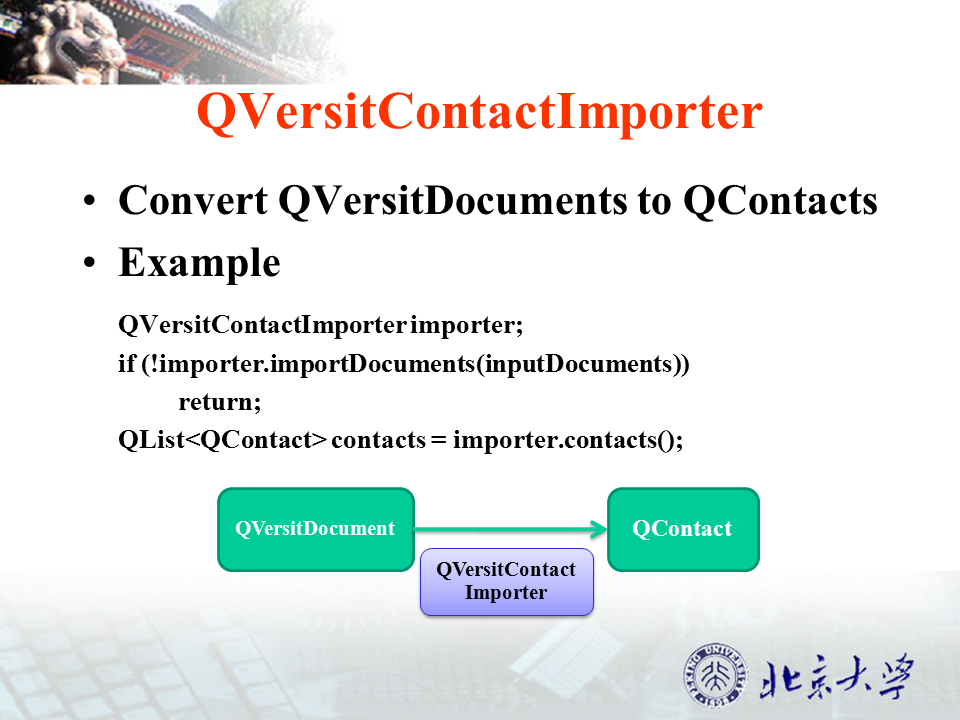 QVersitContactImporter
• Convert QVersitDocuments to QContacts
• Example
QVersitContactImporter importer;
if (!importer.importDocuments(inputDocuments))
return;
QList<QContact> contacts = importer.contacts();
QVersitDocument
QContact
QVersitContact
Importer
PEKING UNIVERSITY
1898
北京大学